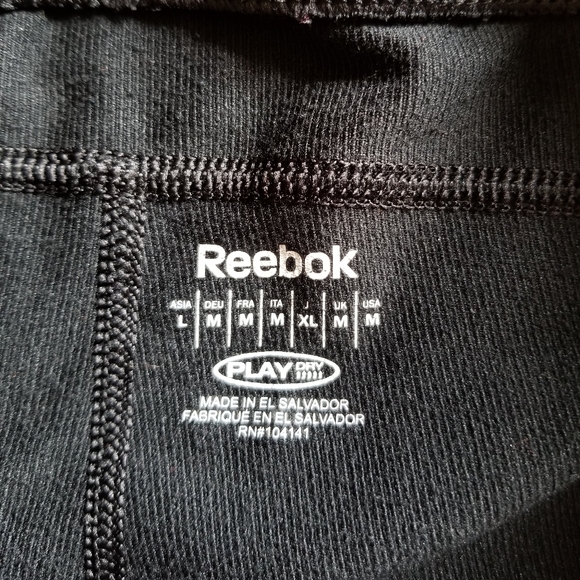 Reebok
ASIA DEU FRA ITA J UK USA
L M M M XL M M
PLAY DRY
MADE IN EL SALVADOR
FABRIQUE EN EL SALVADOR
RN#104141